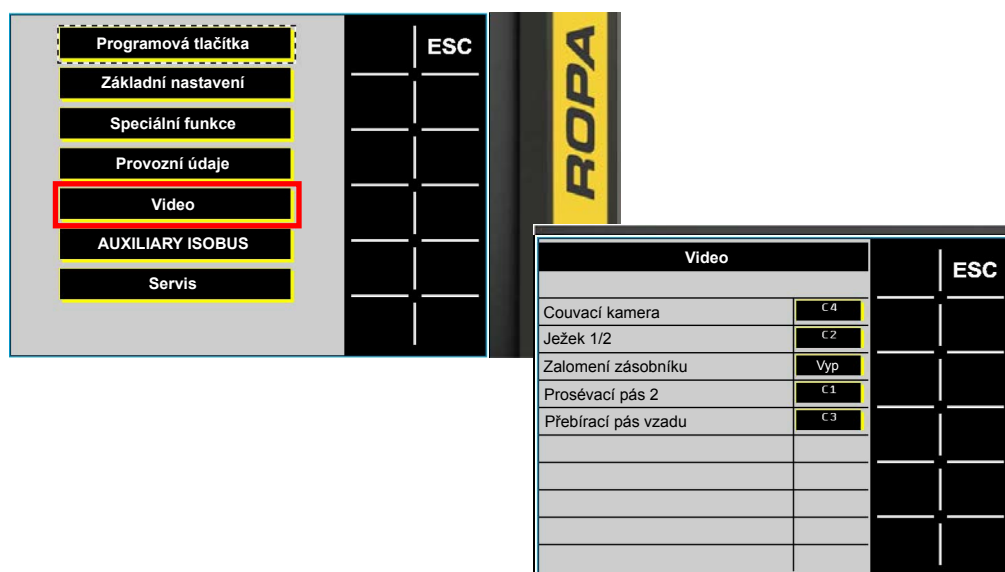 Programová tlačítka
ESC
Základní nastavení
Speciální funkce
Provozní údaje
Video
AUXILIARY ISOBUS
Servis
ROPA
Video
ESC
Couvací kamera C4
Ježek 1/2 C2
Zalomení zásobníku Vyp
Prosévací pás 2 C1
Přebírací pás vzadu C3